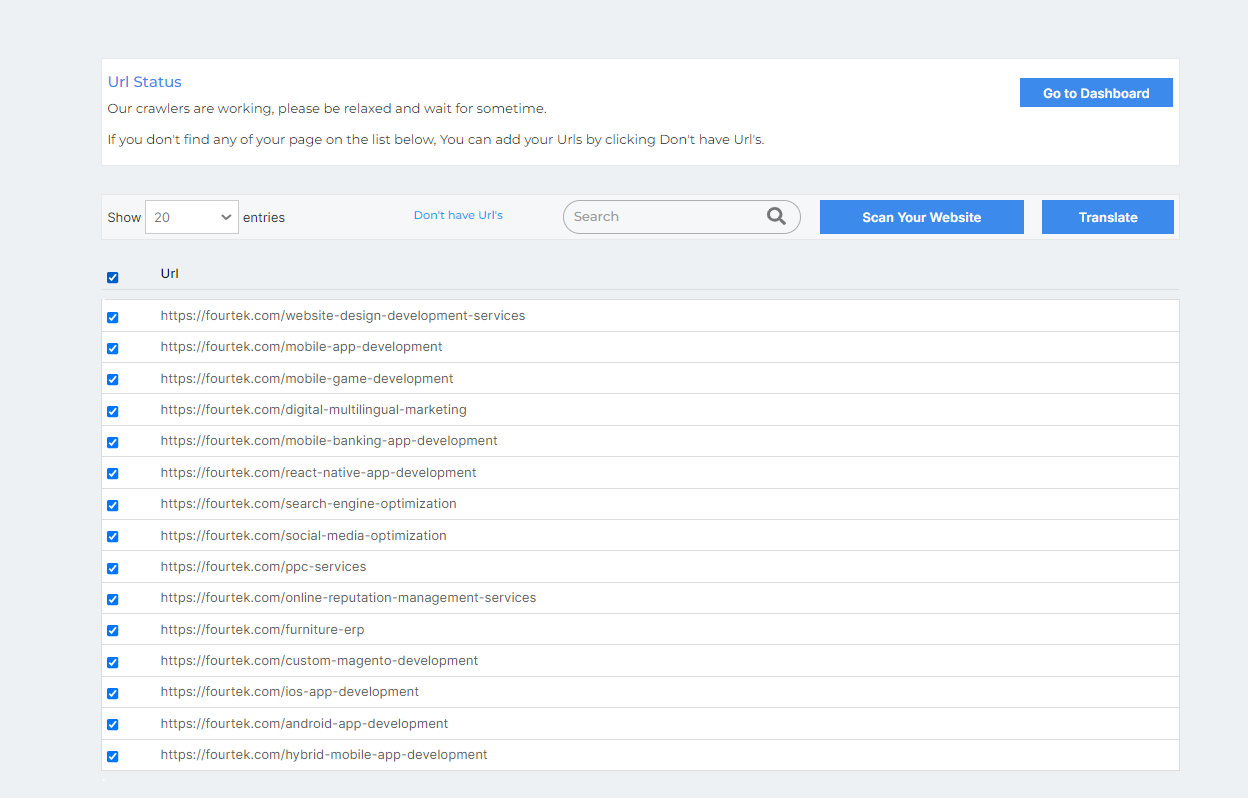 Url Status
Our crawlers are working, please be relaxed and wait for sometime.
Go to Dashboard
If you don't find any of your page on the list below, You can add your Urls by clicking Don't have Url's.
Show 20 entries Don't have Url's Search Scan Your Website Translate
Url
https://fourtek.com/website-design-development-services
https://fourtek.com/mobile-app-development
https://fourtek.com/mobile-game-development
https://fourtek.com/digital-multilingual-marketing
https://fourtek.com/mobile-banking-app-development
https://fourtek.com/react-native-app-development
https://fourtek.com/search-engine-optimization
https://fourtek.com/social-media-optimization
https://fourtek.com/ppc-services
https://fourtek.com/online-reputation-management-services
https://fourtek.com/furniture-erp
https://fourtek.com/custom-magento-development
https://fourtek.com/ios-app-development
https://fourtek.com/android-app-development
https://fourtek.com/hybrid-mobile-app-development